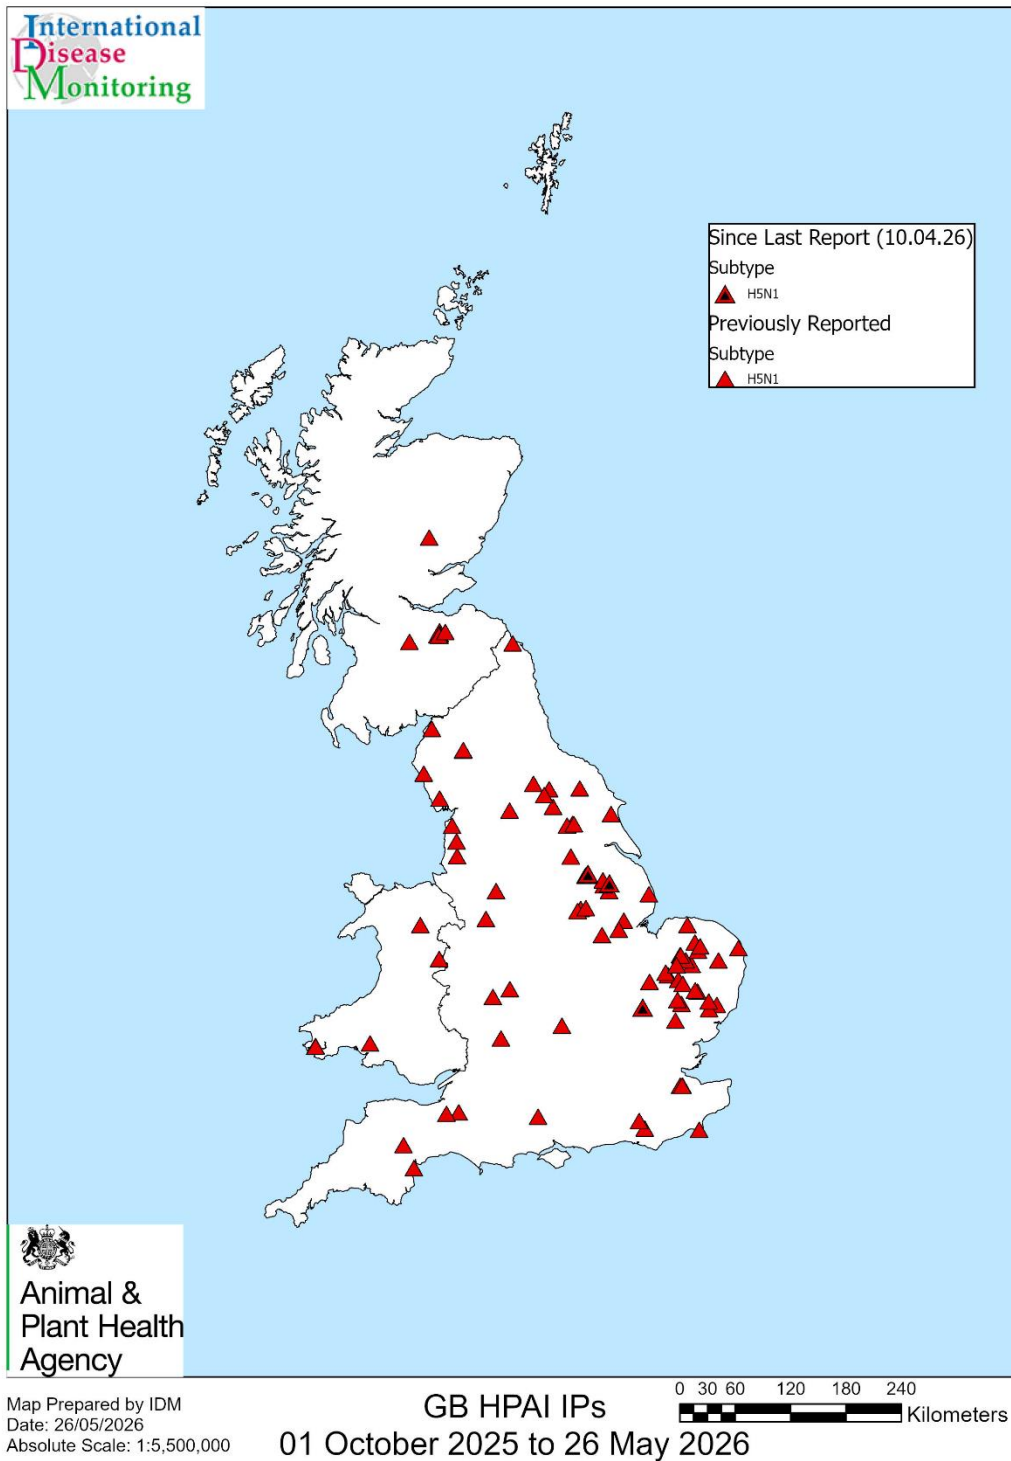 International
Disease
Monitoring
Since Last Report (10.04.26)
Subtype
H5N1
Previously Reported
Subtype
H5N1
Animal &
Plant Health
Agency
Map Prepared by IDM
Date: 26/05/2026
Absolute Scale: 1:5,500,000
GB HPAI IPs
01 October 2025 to 26 May 2026
0 30 60 120 180 240
Kilometers